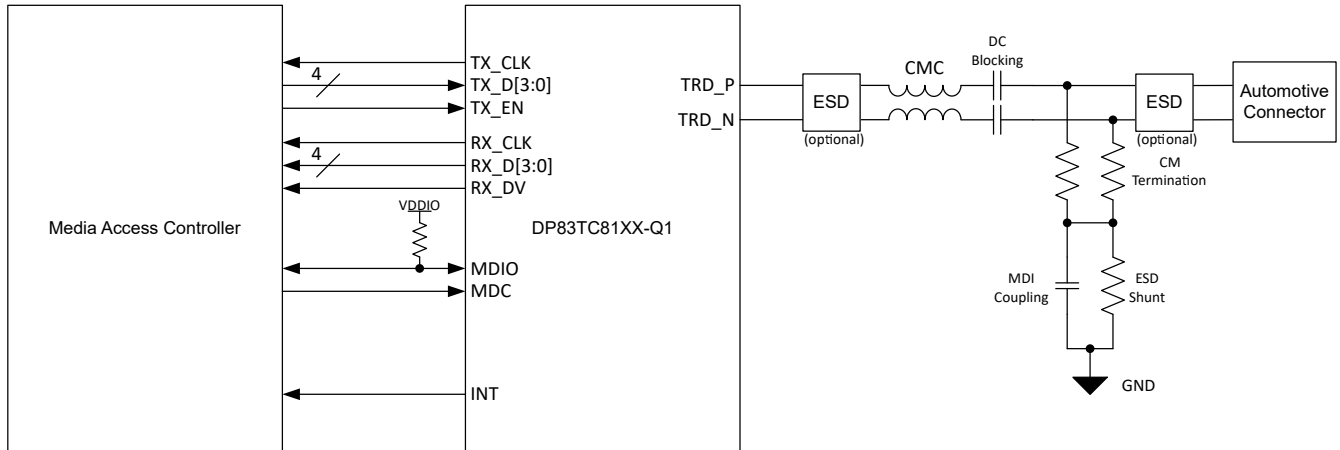 Media Access Controller
4
4
VDDIO
TX_CLK
TX_D[3:0]
TX_EN
RX_CLK
RX_D[3:0]
RX_DV
MDIO
MDC
INT
DP83TC81XX-Q1
TRD_P
TRD_N
ESD
(optional)
CMC
DC
Blocking
ESD
(optional)
Automotive
Connector
CM
Termination
MDI
Coupling
ESD
Shunt
GND